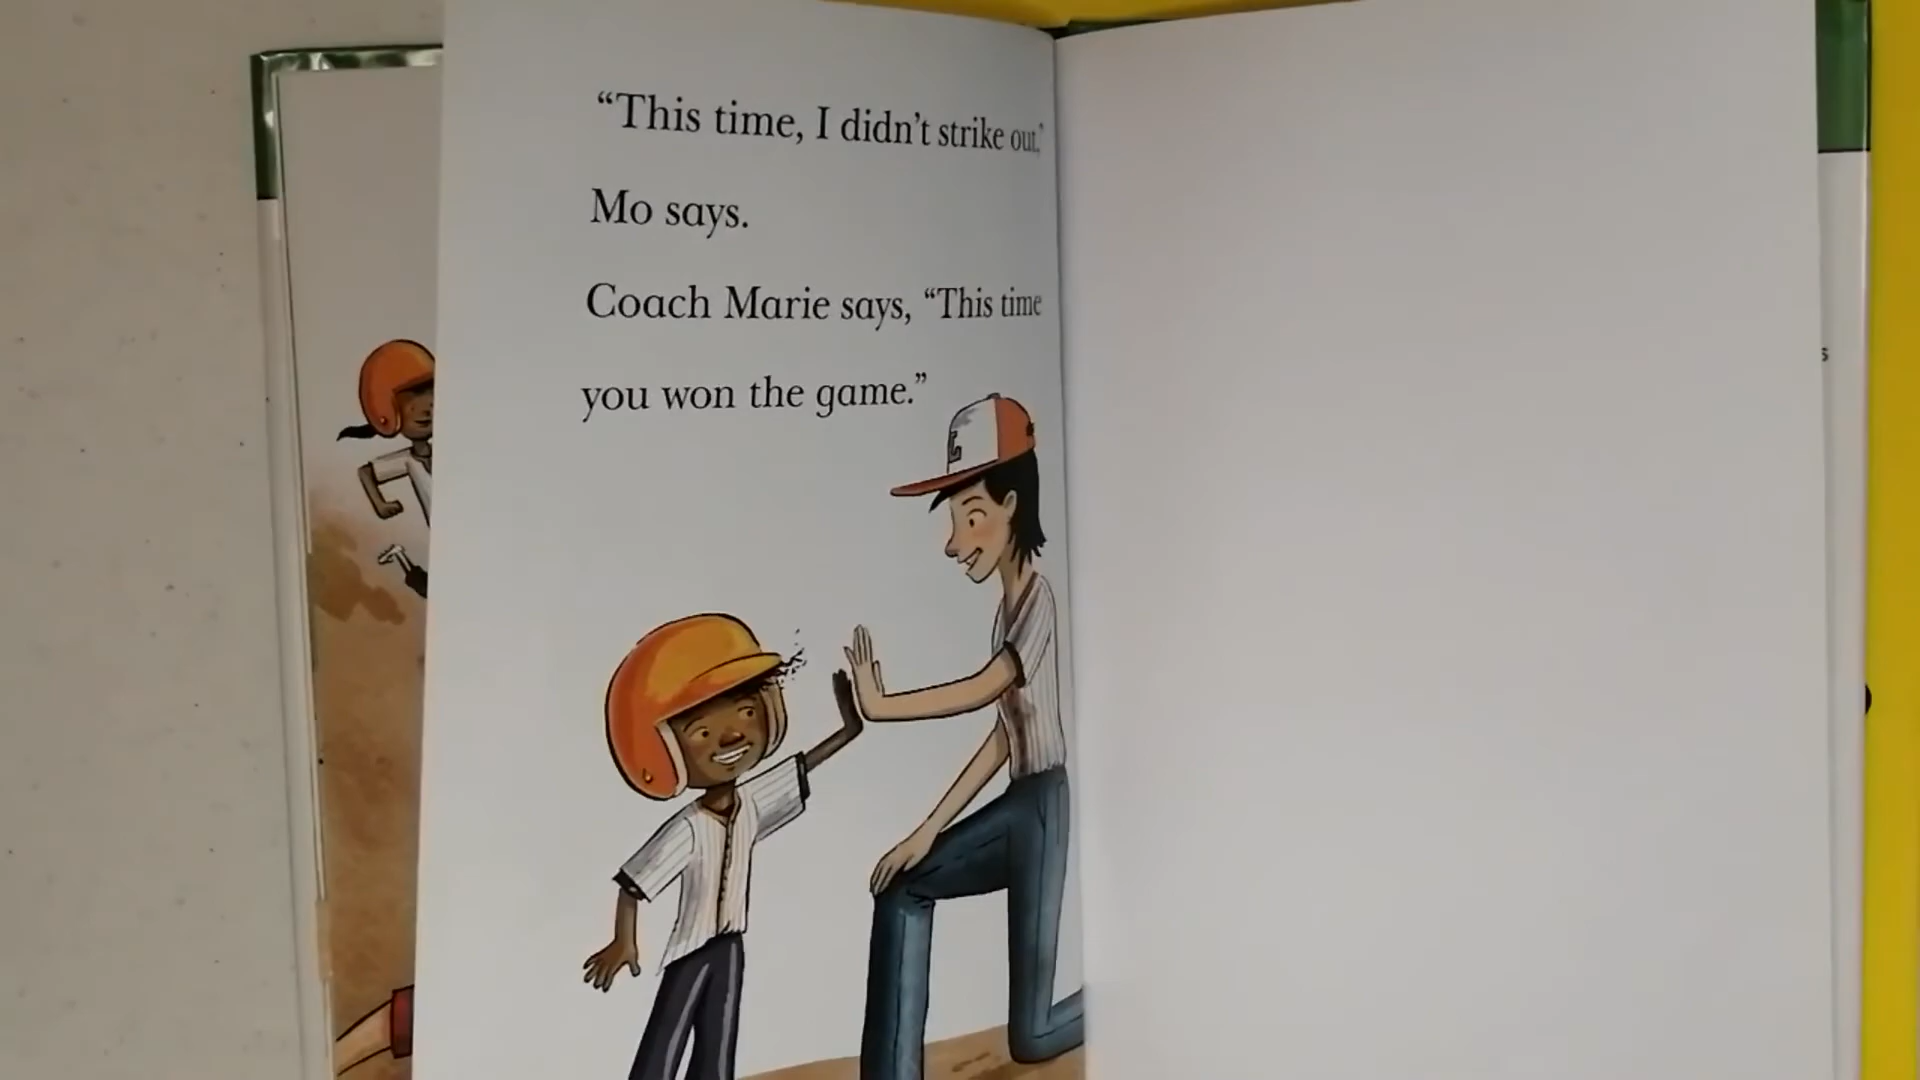 “This time, I didn’t strike out,”
Mo says.
Coach Marie says, “This time
you won the game.”
L
s